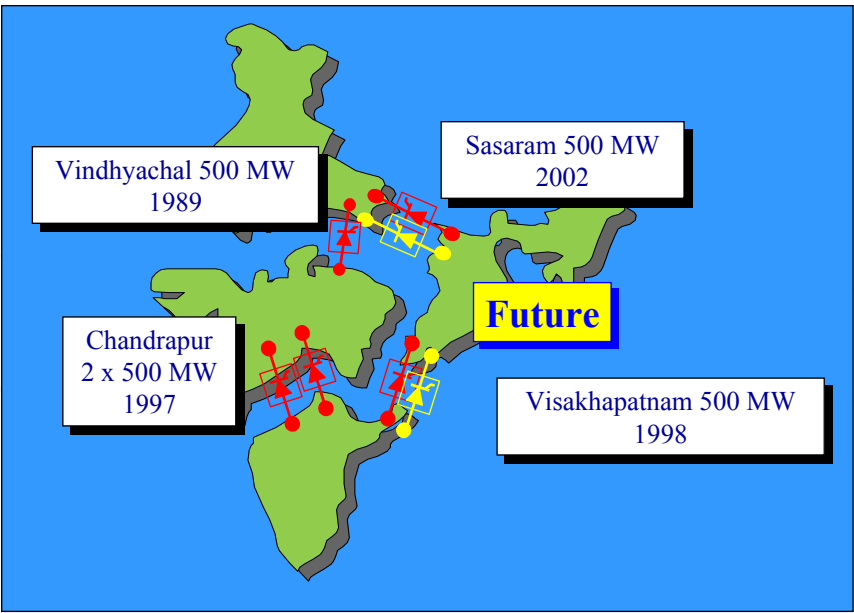 Vindhyachal 500 MW
1989
Sasaram 500 MW
2002
Future
Chandrapur
2 x 500 MW
1997
Visakhapatnam 500 MW
1998